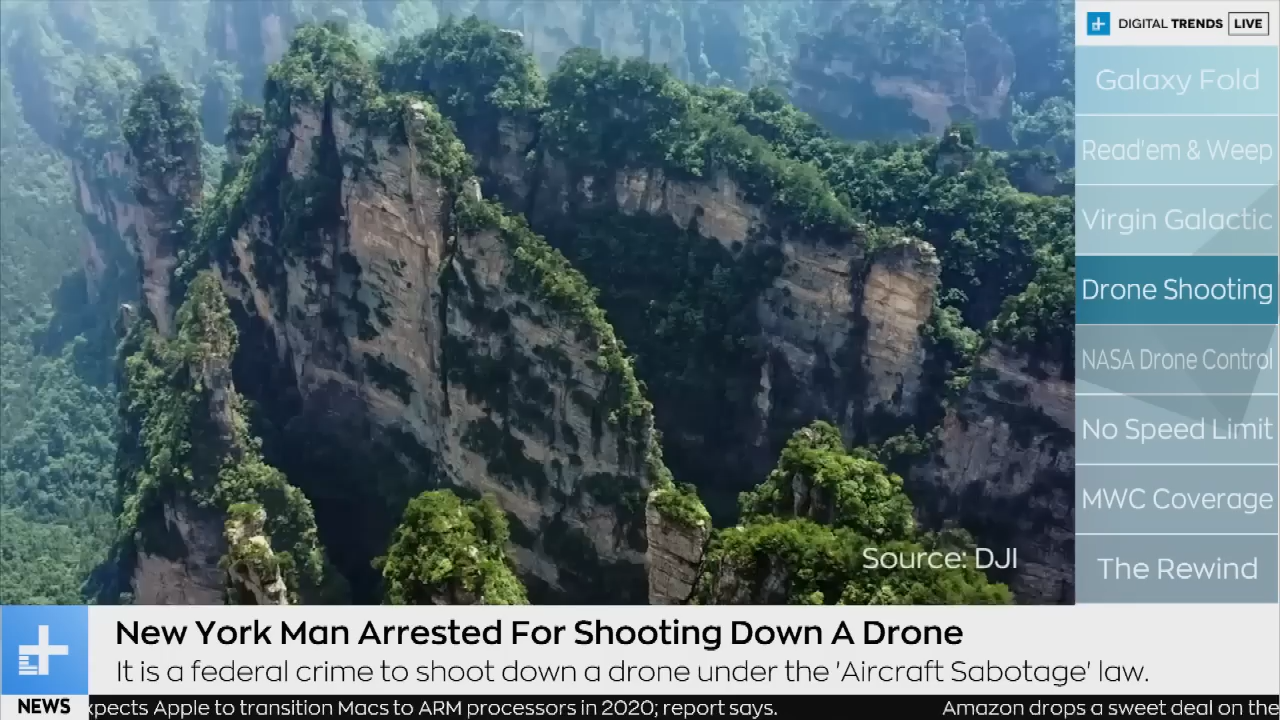 DIGITAL TRENDS LIVE
Galaxy Fold
Read'em & Weep
Virgin Galactic
Drone Shooting
NASA Drone Control
No Speed Limit
MWC Coverage
The Rewind
Source: DJI
New York Man Arrested For Shooting Down A Drone
It is a federal crime to shoot down a drone under the 'Aircraft Sabotage' law.
NEWS xpects Apple to transition Macs to ARM processors in 2020; report says. Amazon drops a sweet deal on the